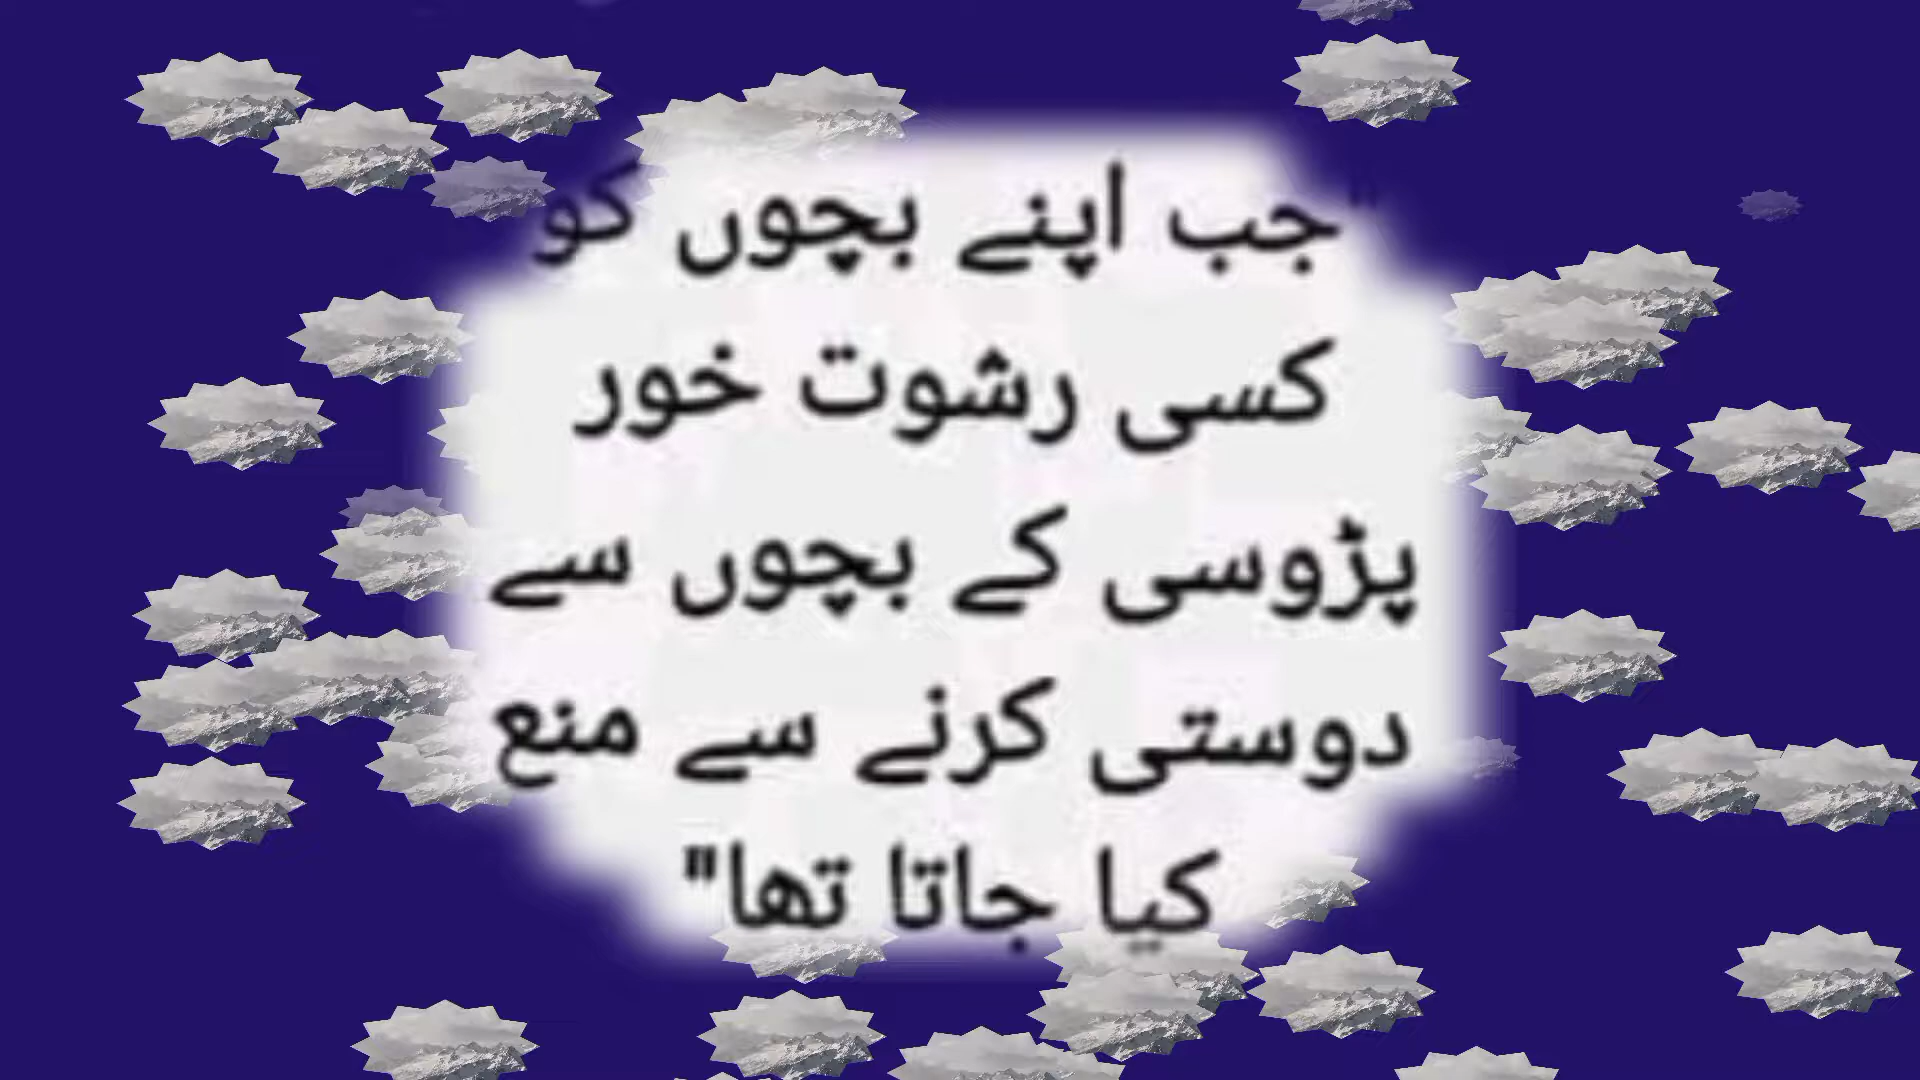 "جب اپنے بچوں کو
کسی رشوت خور
پڑوسی کے بچوں سے
دوستی کرنے سے منع
کیا جاتا تھا"